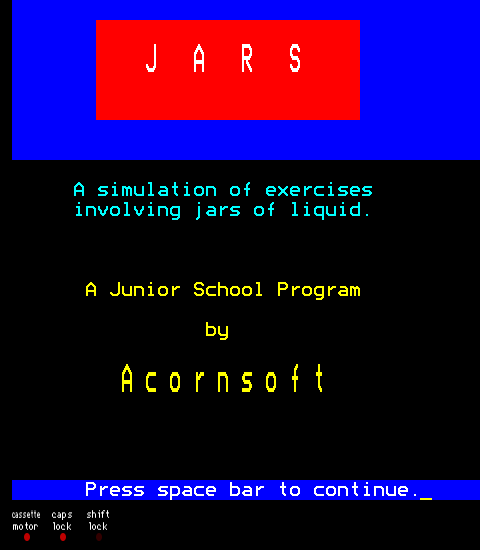 J A R S
A simulation of exercises
involving jars of liquid.
A Junior School Program
by
Acornsoft
Press space bar to continue._
cassette motor
caps lock
shift lock